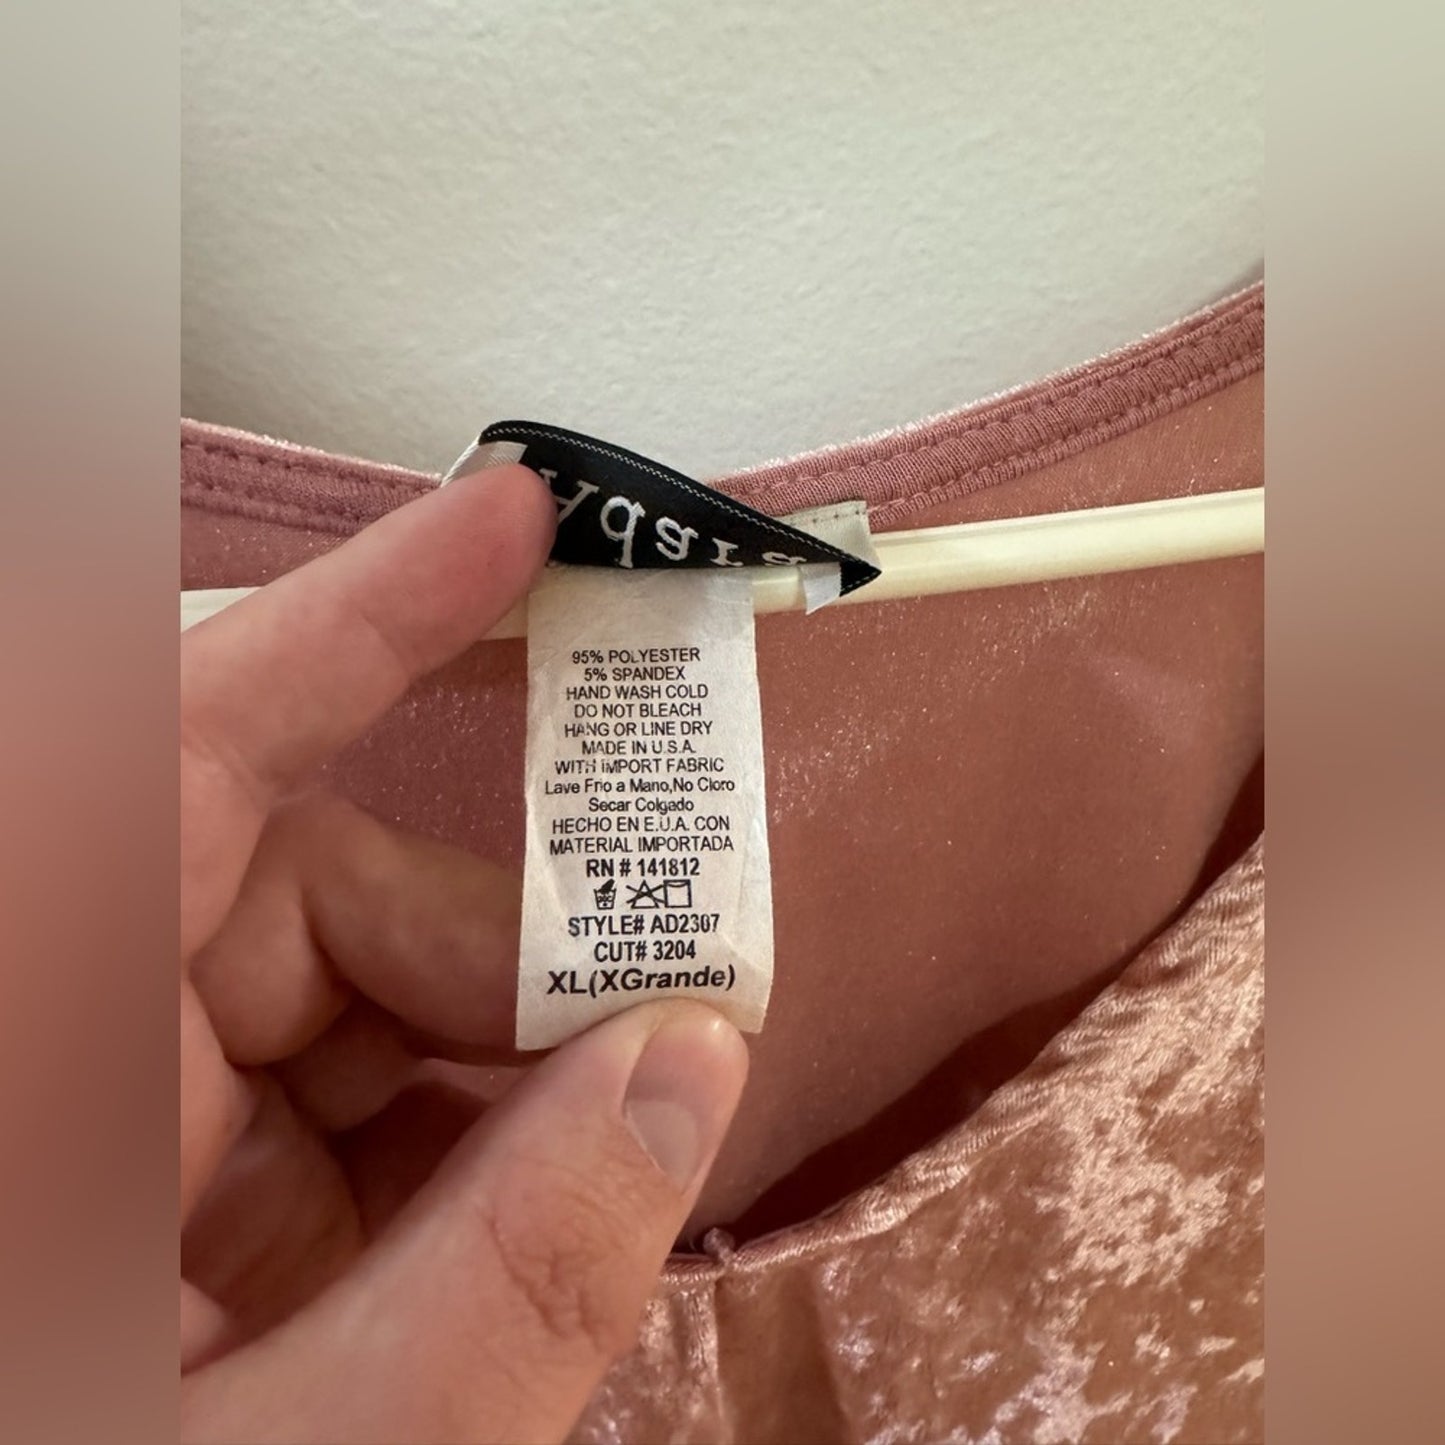 95% POLYESTER
5% SPANDEX
HAND WASH COLD
DO NOT BLEACH
HANG OR LINE DRY
MADE IN U.S.A.
WITH IMPORT FABRIC
Lave Frio a Mano,No Cloro
Secar Colgado
HECHO EN E.U.A. CON
MATERIAL IMPORTADA
RN # 141812
STYLE# AD2307
CUT# 3204
XL(XGrande)